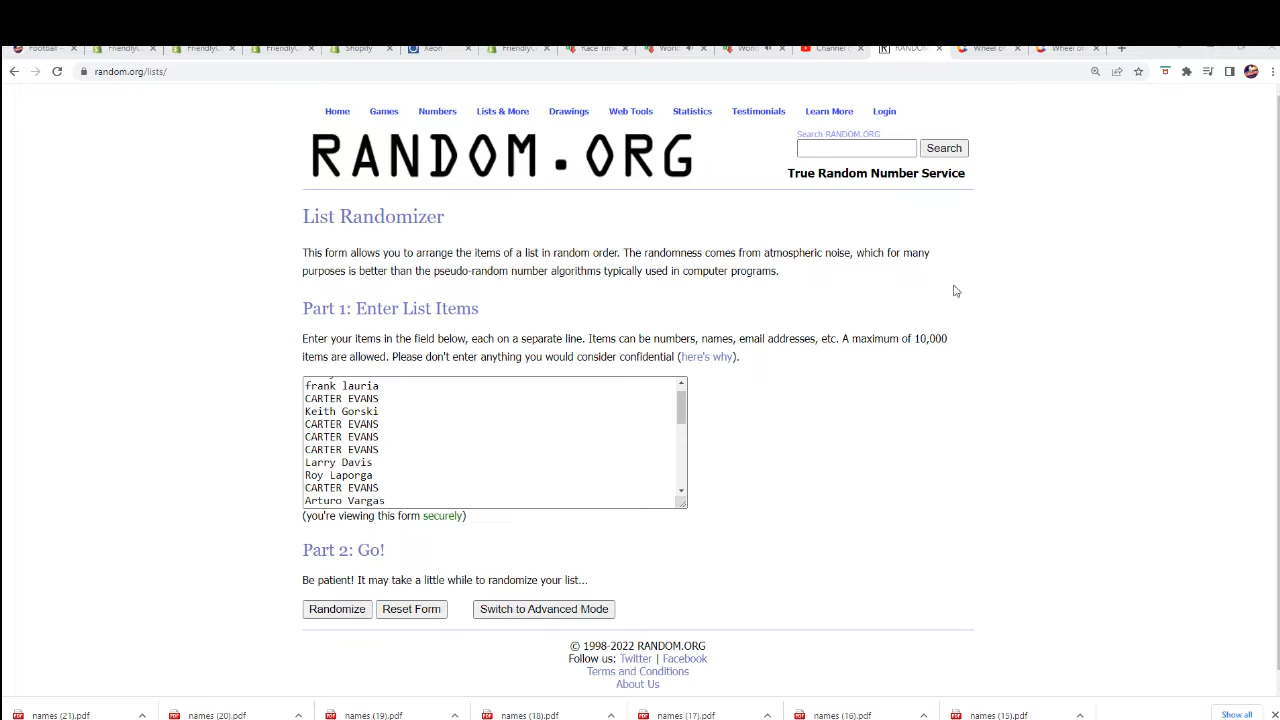 Football –
FriendlyC
FriendlyC
FriendlyC
Shopify
Xeon
FriendlyC
Race Tim
World
World
Channel c
RANDOM
Wheel of
Wheel of
random.org/lists/
Home Games Numbers Lists & More Drawings Web Tools Statistics Testimonials Learn More Login
RANDOM.ORG
Search RANDOM.ORG
Search
True Random Number Service
List Randomizer
This form allows you to arrange the items of a list in random order. The randomness comes from atmospheric noise, which for many
purposes is better than the pseudo-random number algorithms typically used in computer programs.
Part 1: Enter List Items
Enter your items in the field below, each on a separate line. Items can be numbers, names, email addresses, etc. A maximum of 10,000
items are allowed. Please don't enter anything you would consider confidential (here's why).
frank lauria
CARTER EVANS
Keith Gorski
CARTER EVANS
CARTER EVANS
CARTER EVANS
Larry Davis
Roy Laporga
CARTER EVANS
Arturo Vargas
(you're viewing this form securely)
Part 2: Go!
Be patient! It may take a little while to randomize your list...
Randomize Reset Form Switch to Advanced Mode
© 1998-2022 RANDOM.ORG
Follow us: Twitter | Facebook
Terms and Conditions
About Us
names (21).pdf names (20).pdf names (19).pdf names (18).pdf names (17).pdf names (16).pdf names (15).pdf Show all